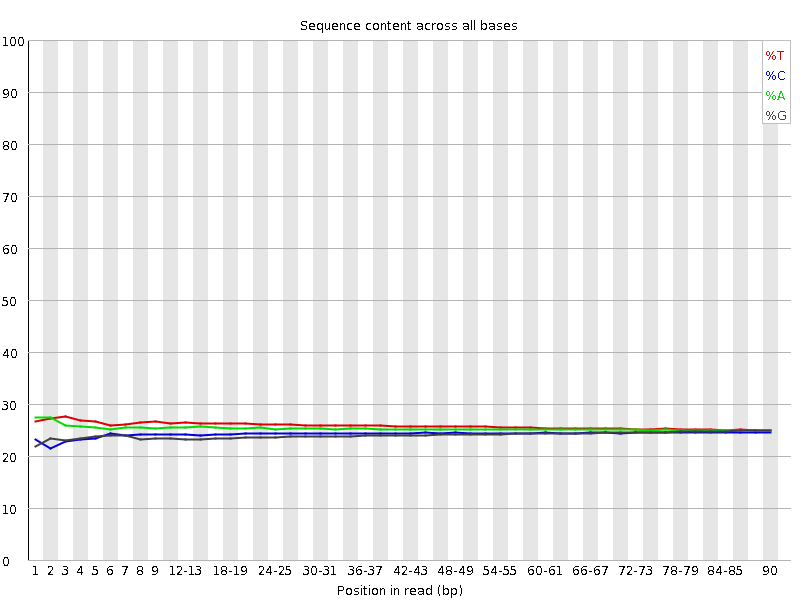 Sequence content across all bases
100
90
80
70
60
50
40
30
20
10
0
%T
%C
%A
%G
1 2 3 4 5 6 7 8 9 12-13 18-19 24-25 30-31 36-37 42-43 48-49 54-55 60-61 66-67 72-73 78-79 84-85 90
Position in read (bp)